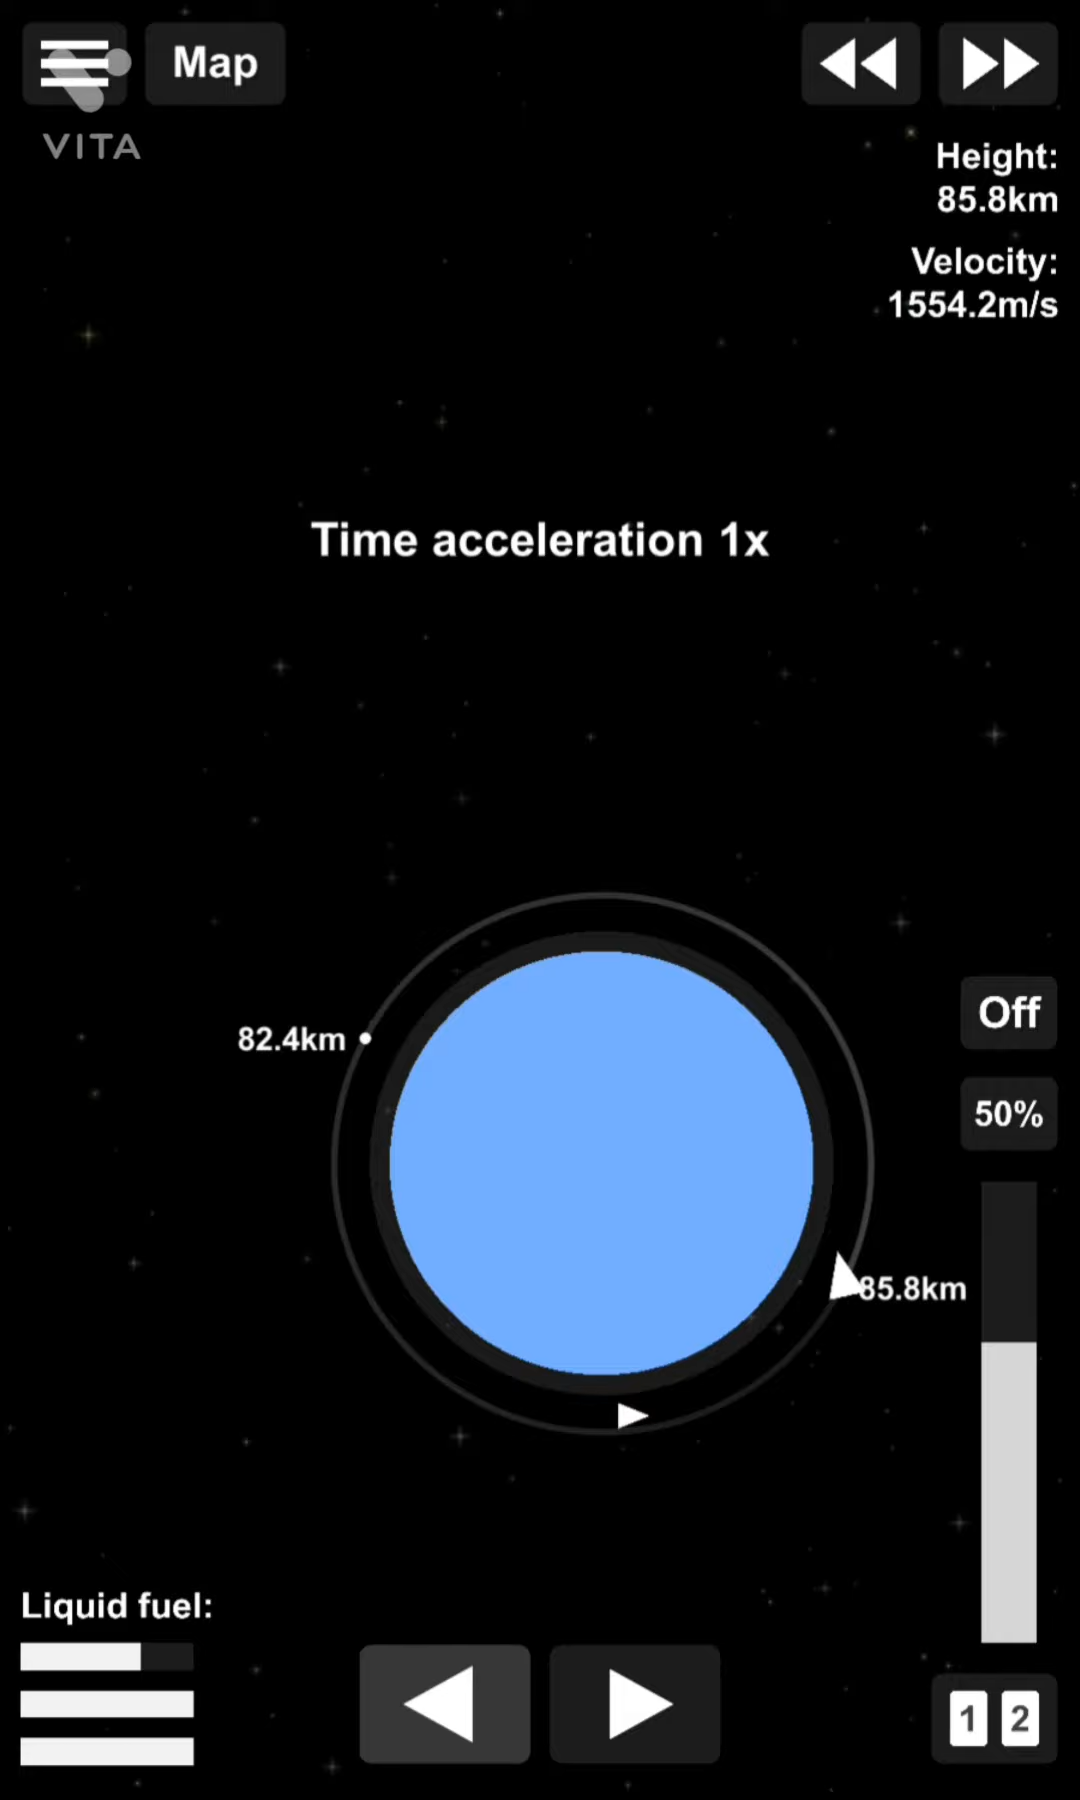 Map
VITA
Height:
85.8km
Velocity:
1554.2m/s
Time acceleration 1x
82.4km
Off
50%
85.8km
Liquid fuel:
1 2